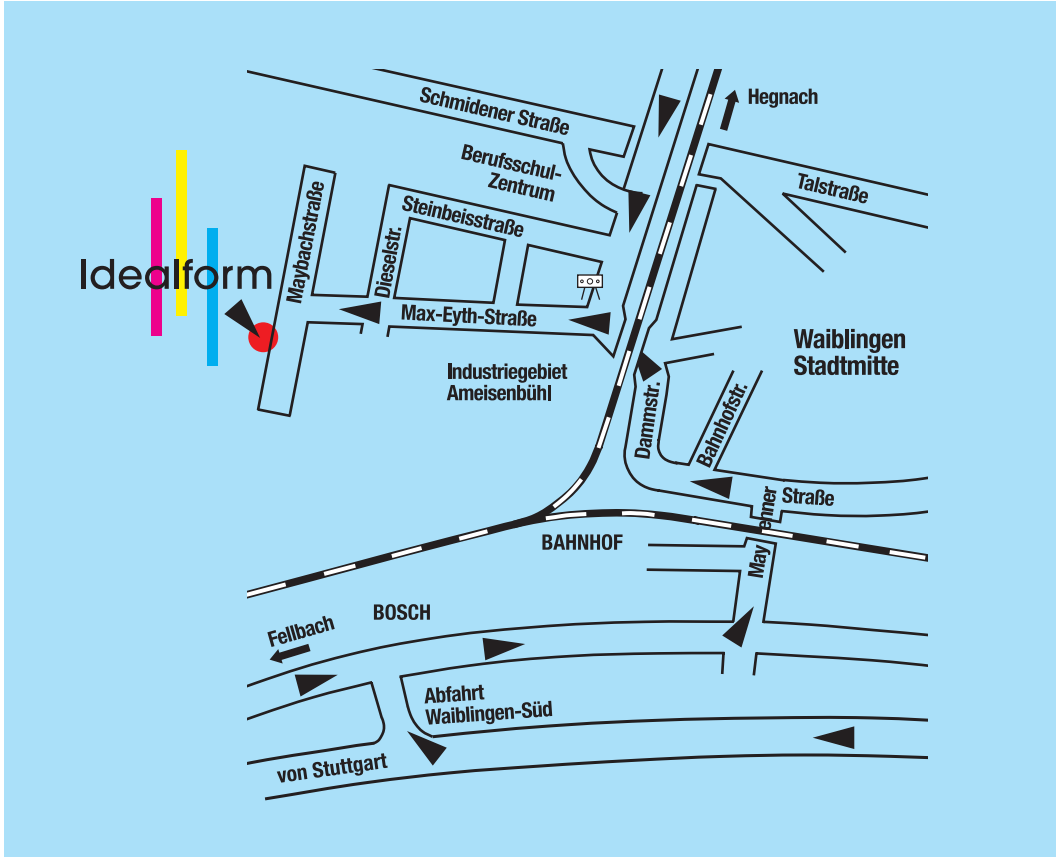 Hegnach
Schmidener Straße
Berufsschul-
Zentrum
Talstraße
Maybachstraße
Steinbeisstraße
Dieselstr.
Idealform
Max-Eyth-Straße
Waiblingen
Stadtmitte
Industriegebiet
Ameisenbühl
Dammstr.
Bahnhofstr.
May enner Straße
BAHNHOF
BOSCH
Fellbach
Abfahrt
Waiblingen-Süd
von Stuttgart